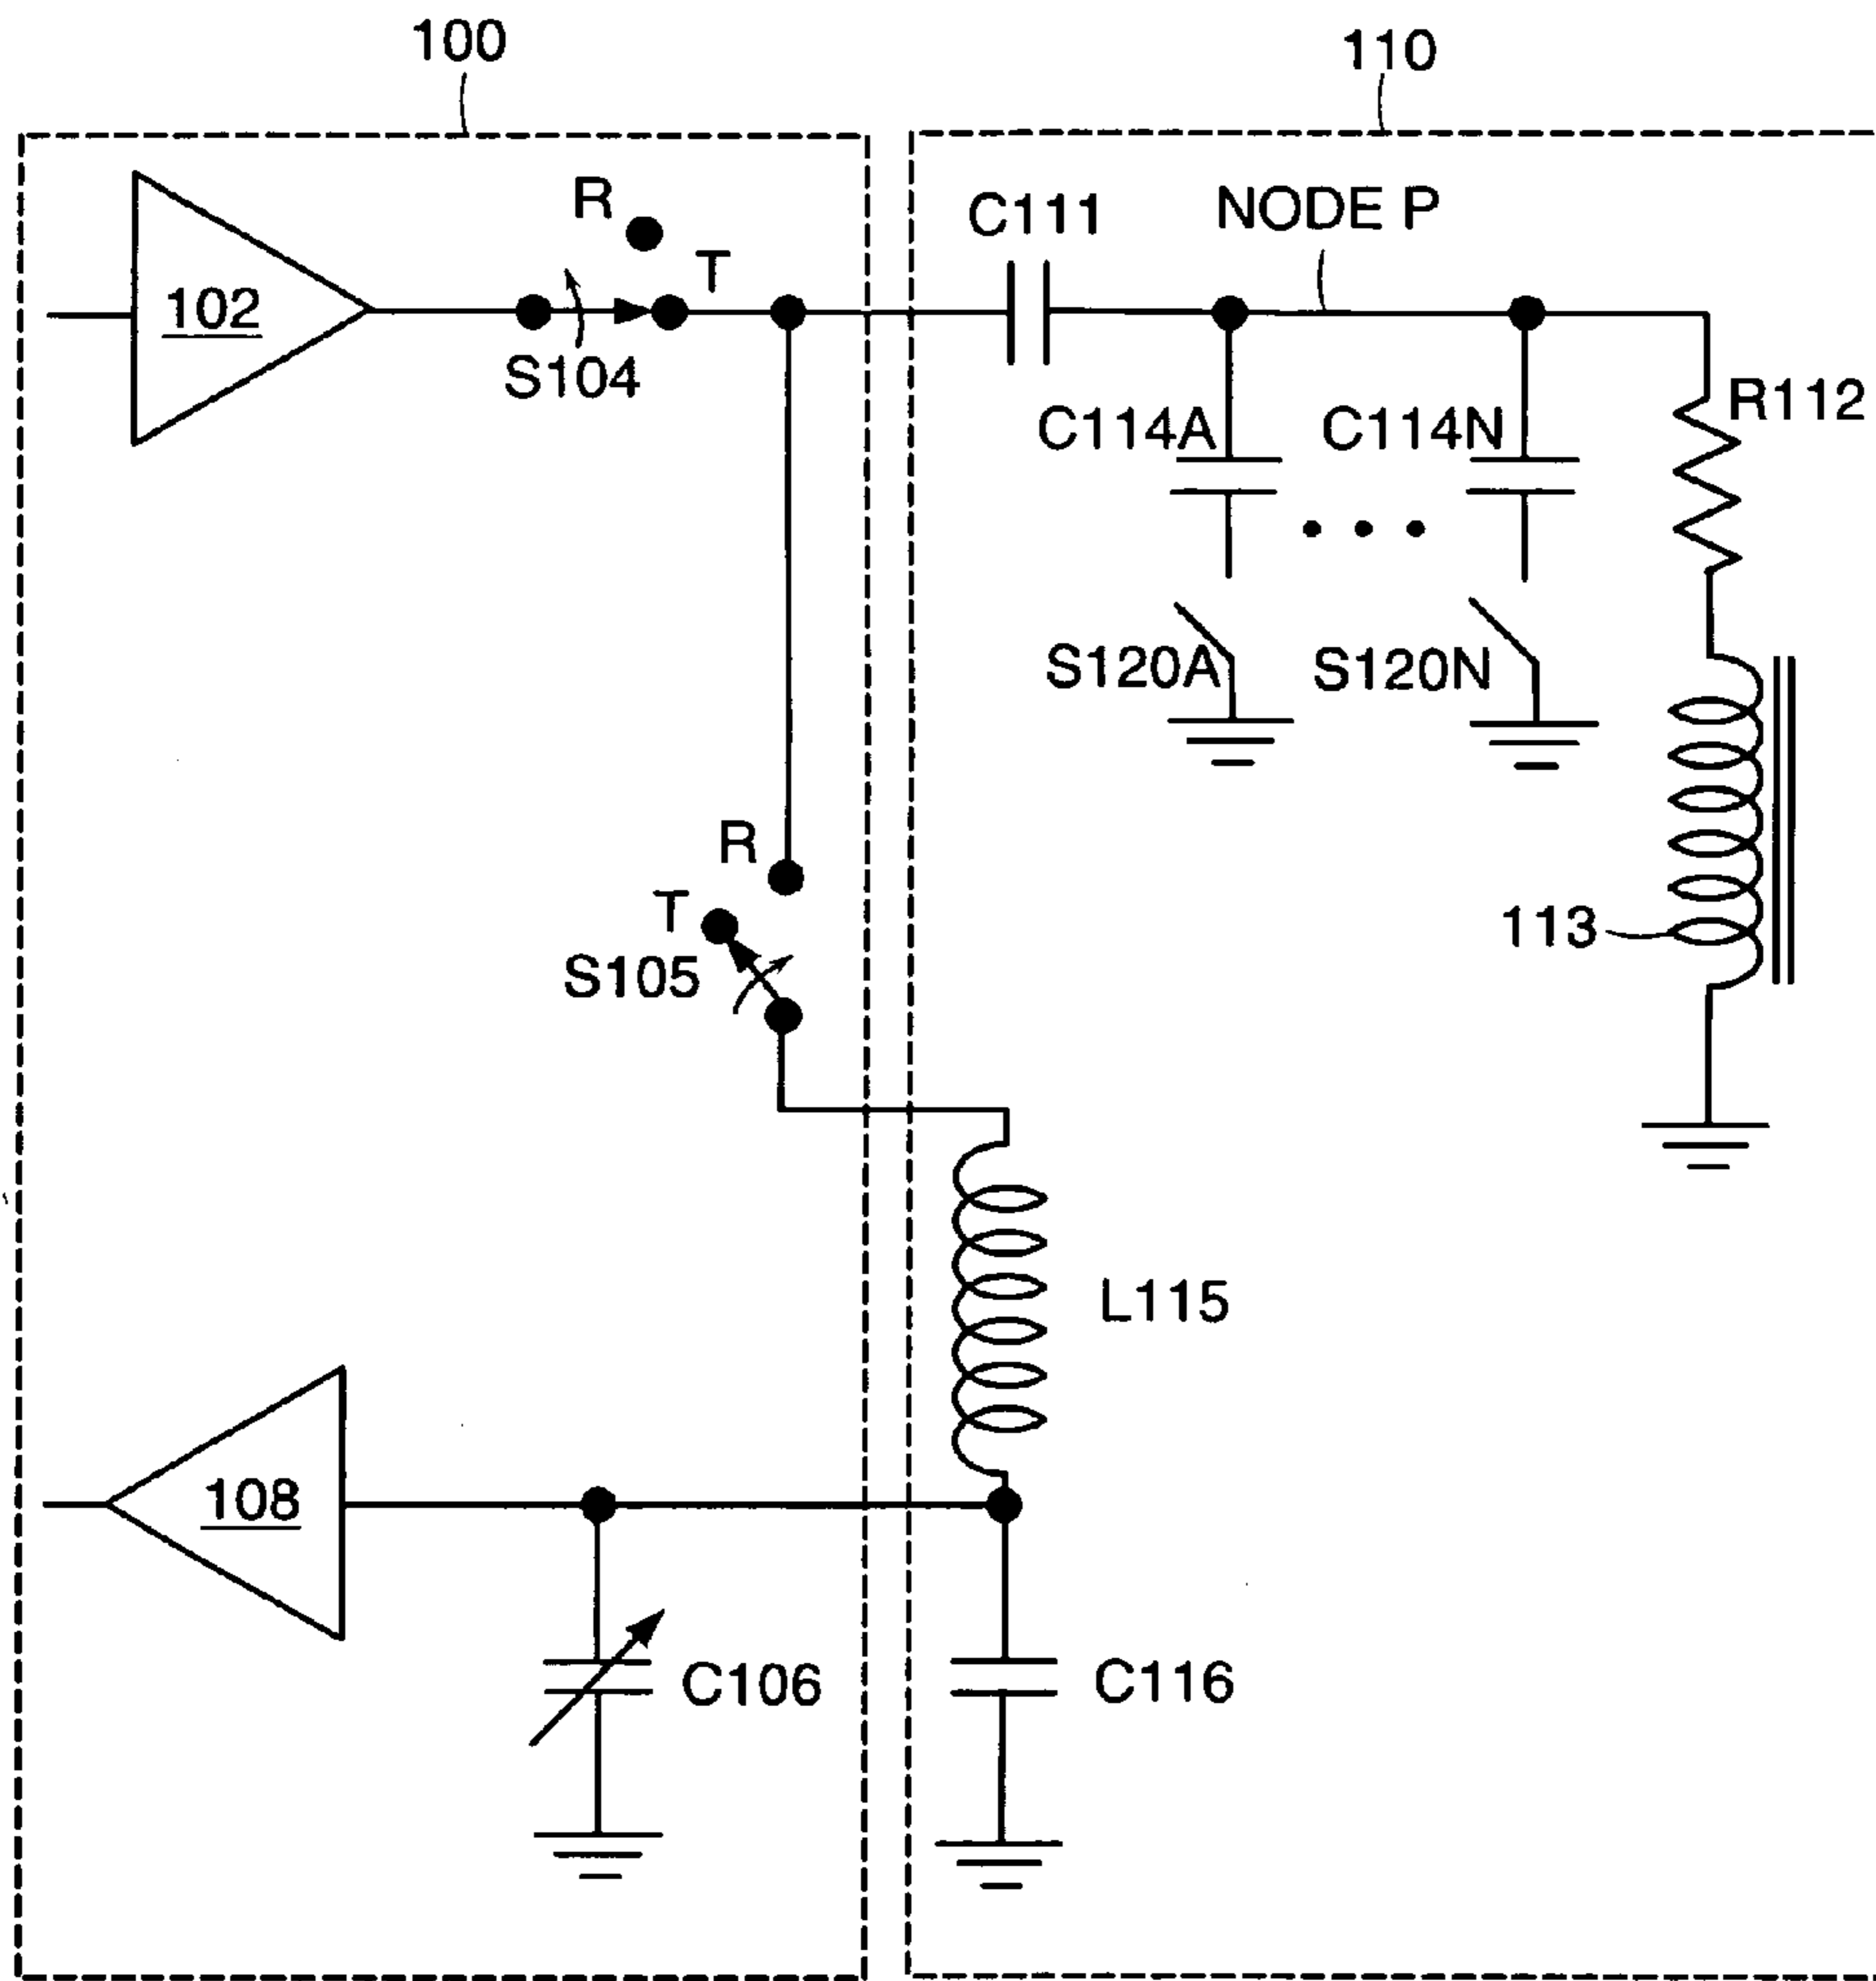 100
110
R
T
102
S104
C111
NODE P
C114A
C114N
R112
S120A
S120N
113
R
T
S105
L115
108
C106
C116